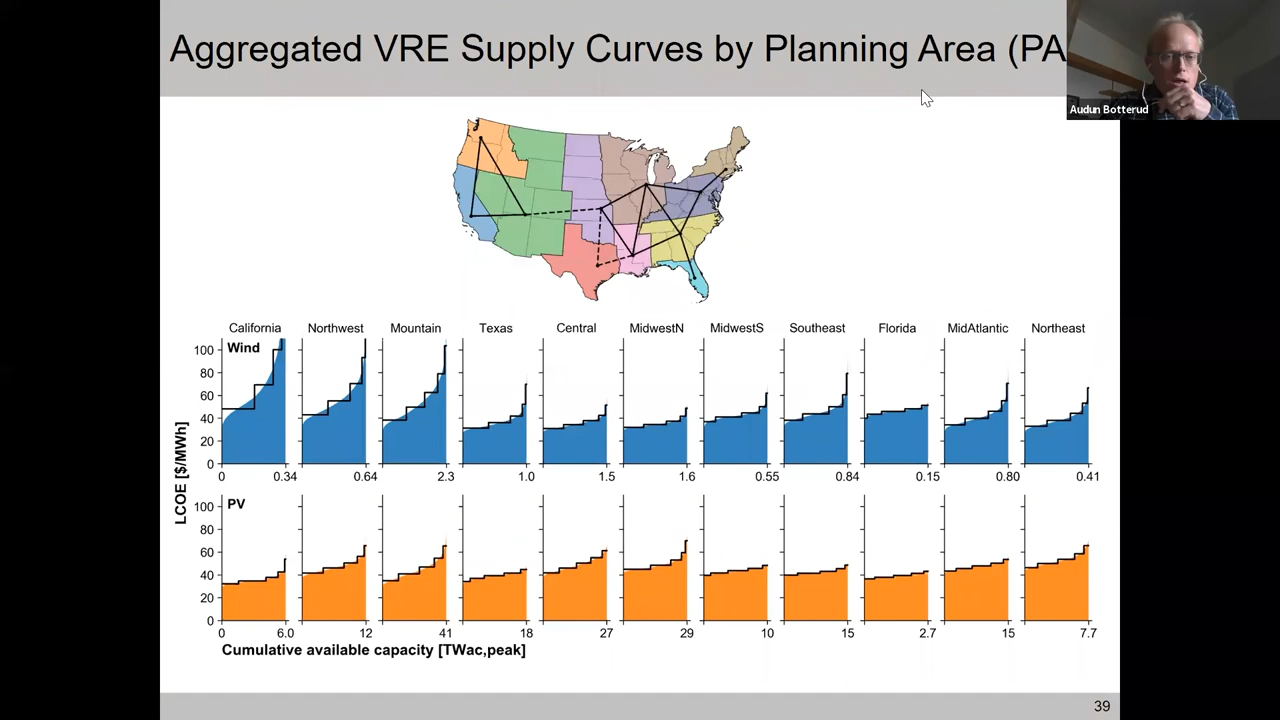 Aggregated VRE Supply Curves by Planning Area (PA
Audun Botterud
California Northwest Mountain Texas Central MidwestN MidwestS Southeast Florida MidAtlantic Northeast
Wind
100
80
60
40
20
0
0 0.34 0.64 2.3 1.0 1.5 1.6 0.55 0.84 0.15 0.80 0.41
LCOE [$/MWh]
PV
100
80
60
40
20
0
0 6.0 12 41 18 27 29 10 15 2.7 15 7.7
Cumulative available capacity [TWac,peak]
39